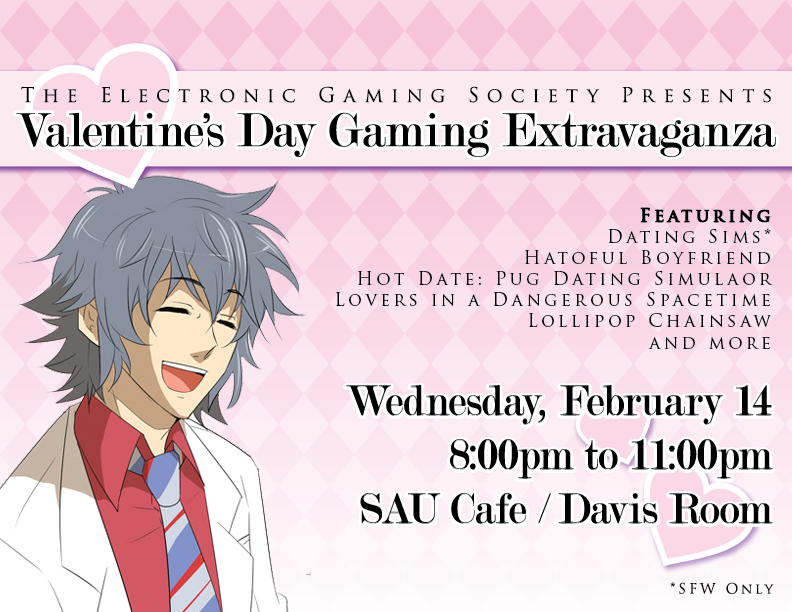 The Electronic Gaming Society Presents
Valentine's Day Gaming Extravaganza
Featuring
Dating Sims*
Hatoful Boyfriend
Hot Date: Pug Dating Simulaor
Lovers in a Dangerous Spacetime
Lollipop Chainsaw
and more
Wednesday, February 14
8:00pm to 11:00pm
SAU Cafe / Davis Room
*SFW Only